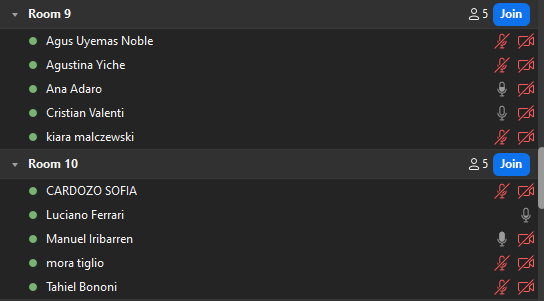 Room 9 5 Join
Agus Uyemas Noble
Agustina Yiche
Ana Adaro
Cristian Valenti
kiara malczewski
Room 10 5 Join
CARDOZO SOFIA
Luciano Ferrari
Manuel Iribarren
mora tiglio
Tahiel Bononi